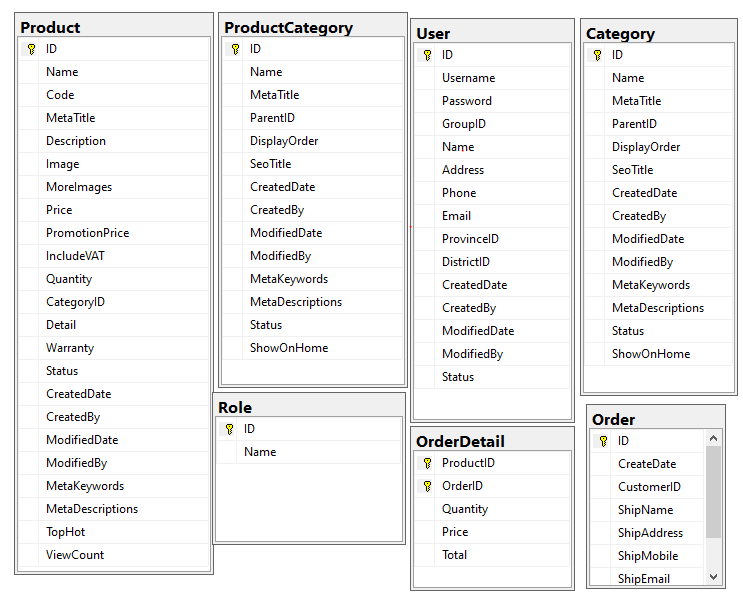 Product
ID
Name
Code
MetaTitle
Description
Image
MoreImages
Price
PromotionPrice
IncludeVAT
Quantity
CategoryID
Detail
Warranty
Status
CreatedDate
CreatedBy
ModifiedDate
ModifiedBy
MetaKeywords
MetaDescriptions
TopHot
ViewCount
ProductCategory
ID
Name
MetaTitle
ParentID
DisplayOrder
SeoTitle
CreatedDate
CreatedBy
ModifiedDate
ModifiedBy
MetaKeywords
MetaDescriptions
Status
ShowOnHome
User
ID
Username
Password
GroupID
Name
Address
Phone
Email
ProvinceID
DistrictID
CreatedDate
CreatedBy
ModifiedDate
ModifiedBy
Status
Category
ID
Name
MetaTitle
ParentID
DisplayOrder
SeoTitle
CreatedDate
CreatedBy
ModifiedDate
ModifiedBy
MetaKeywords
MetaDescriptions
Status
ShowOnHome
Role
ID
Name
OrderDetail
ProductID
OrderID
Quantity
Price
Total
Order
ID
CreateDate
CustomerID
ShipName
ShipAddress
ShipMobile
ShipEmail